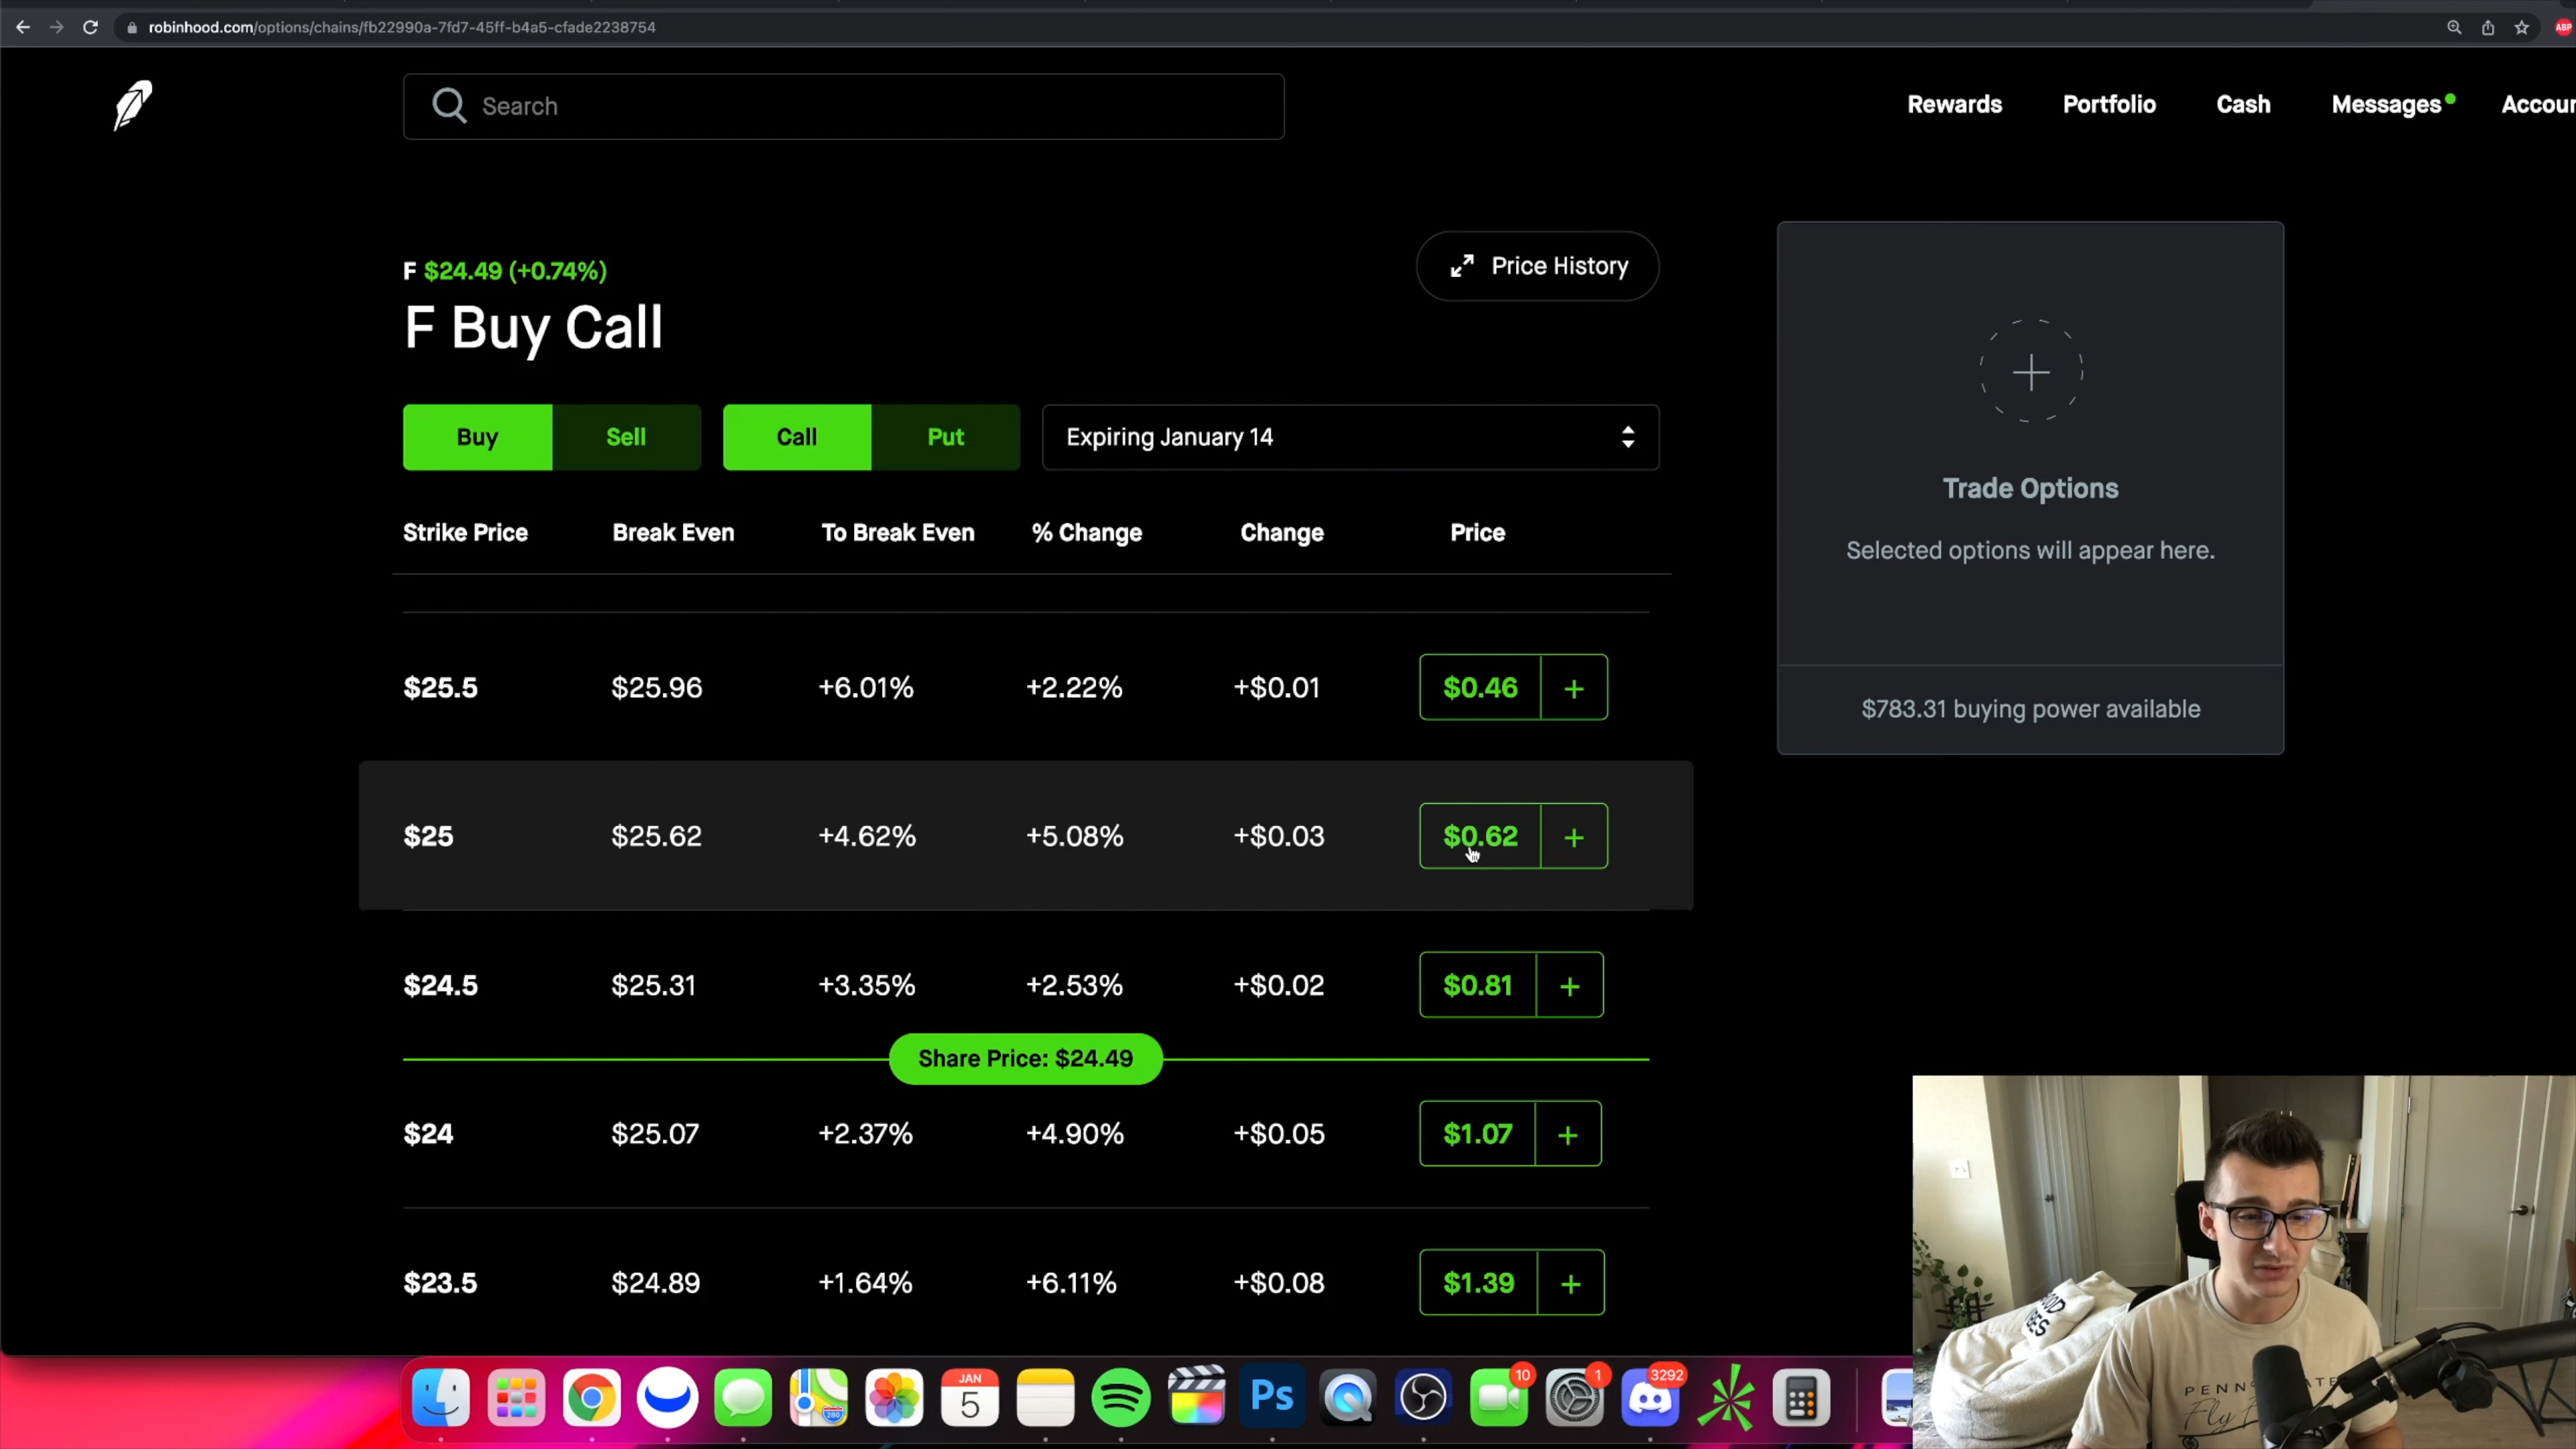 robinhood.com/options/chains/fb22990a-7fd7-45ff-b4a5-cfade2238754
ABP
Search
Rewards
Portfolio
Cash
Messages
Accoun
F $24.49 (+0.74%)
F Buy Call
Price History
Buy
Sell
Call
Put
Expiring January 14
Strike Price
Break Even
To Break Even
% Change
Change
Price
$25.5 $25.96 +6.01% +2.22% +$0.01 $0.46 +
$25 $25.62 +4.62% +5.08% +$0.03 $0.62 +
$24.5 $25.31 +3.35% +2.53% +$0.02 $0.81 +
Share Price: $24.49
$24 $25.07 +2.37% +4.90% +$0.05 $1.07 +
$23.5 $24.89 +1.64% +6.11% +$0.08 $1.39 +
Trade Options
Selected options will appear here.
$783.31 buying power available
JAN
5
280
Ps
10
1
3292
PENN
Fly